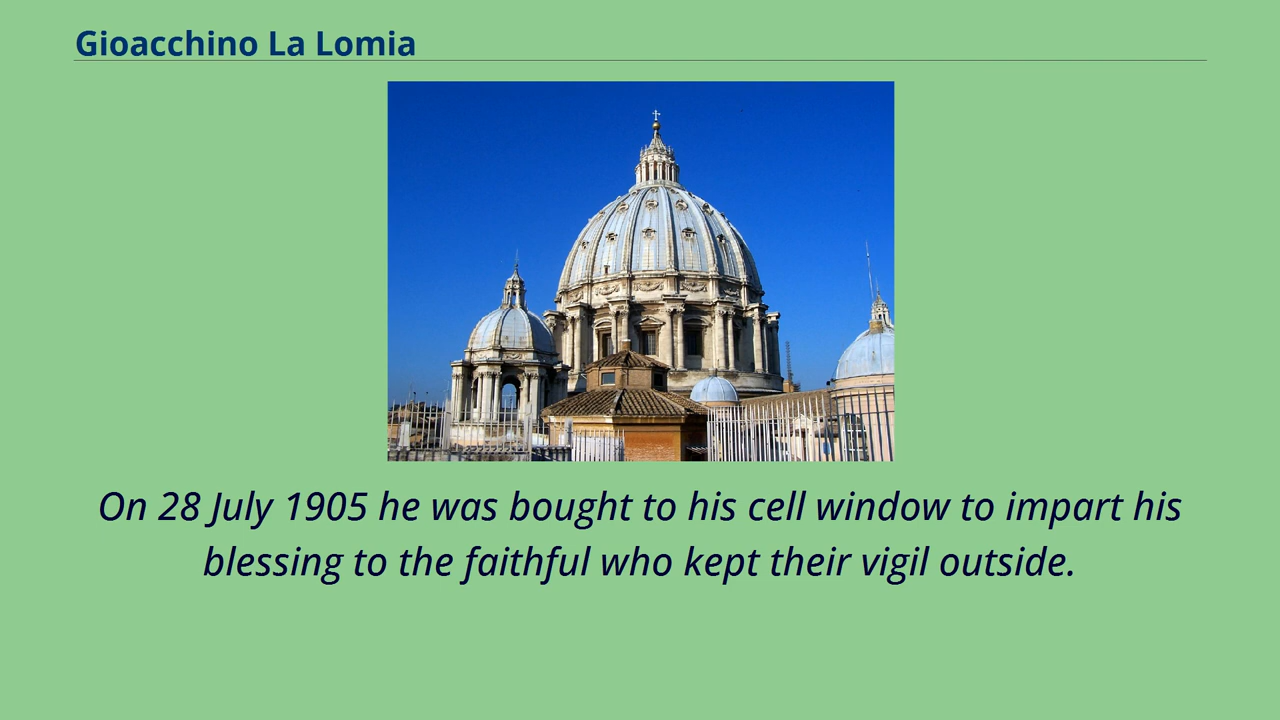 Gioacchino La Lomia
On 28 July 1905 he was bought to his cell window to impart his
blessing to the faithful who kept their vigil outside.